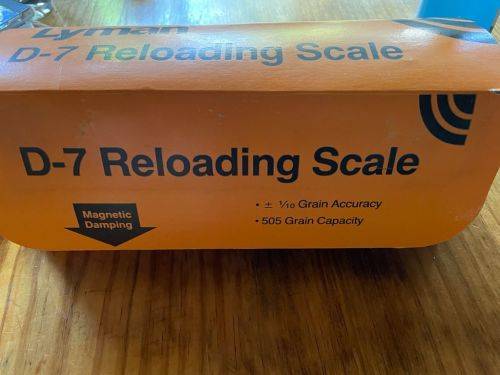 Lyman
D-7 Reloading Scale
D-7 Reloading Scale
Magnetic
Damping
• ± 1/10 Grain Accuracy
• 505 Grain Capacity